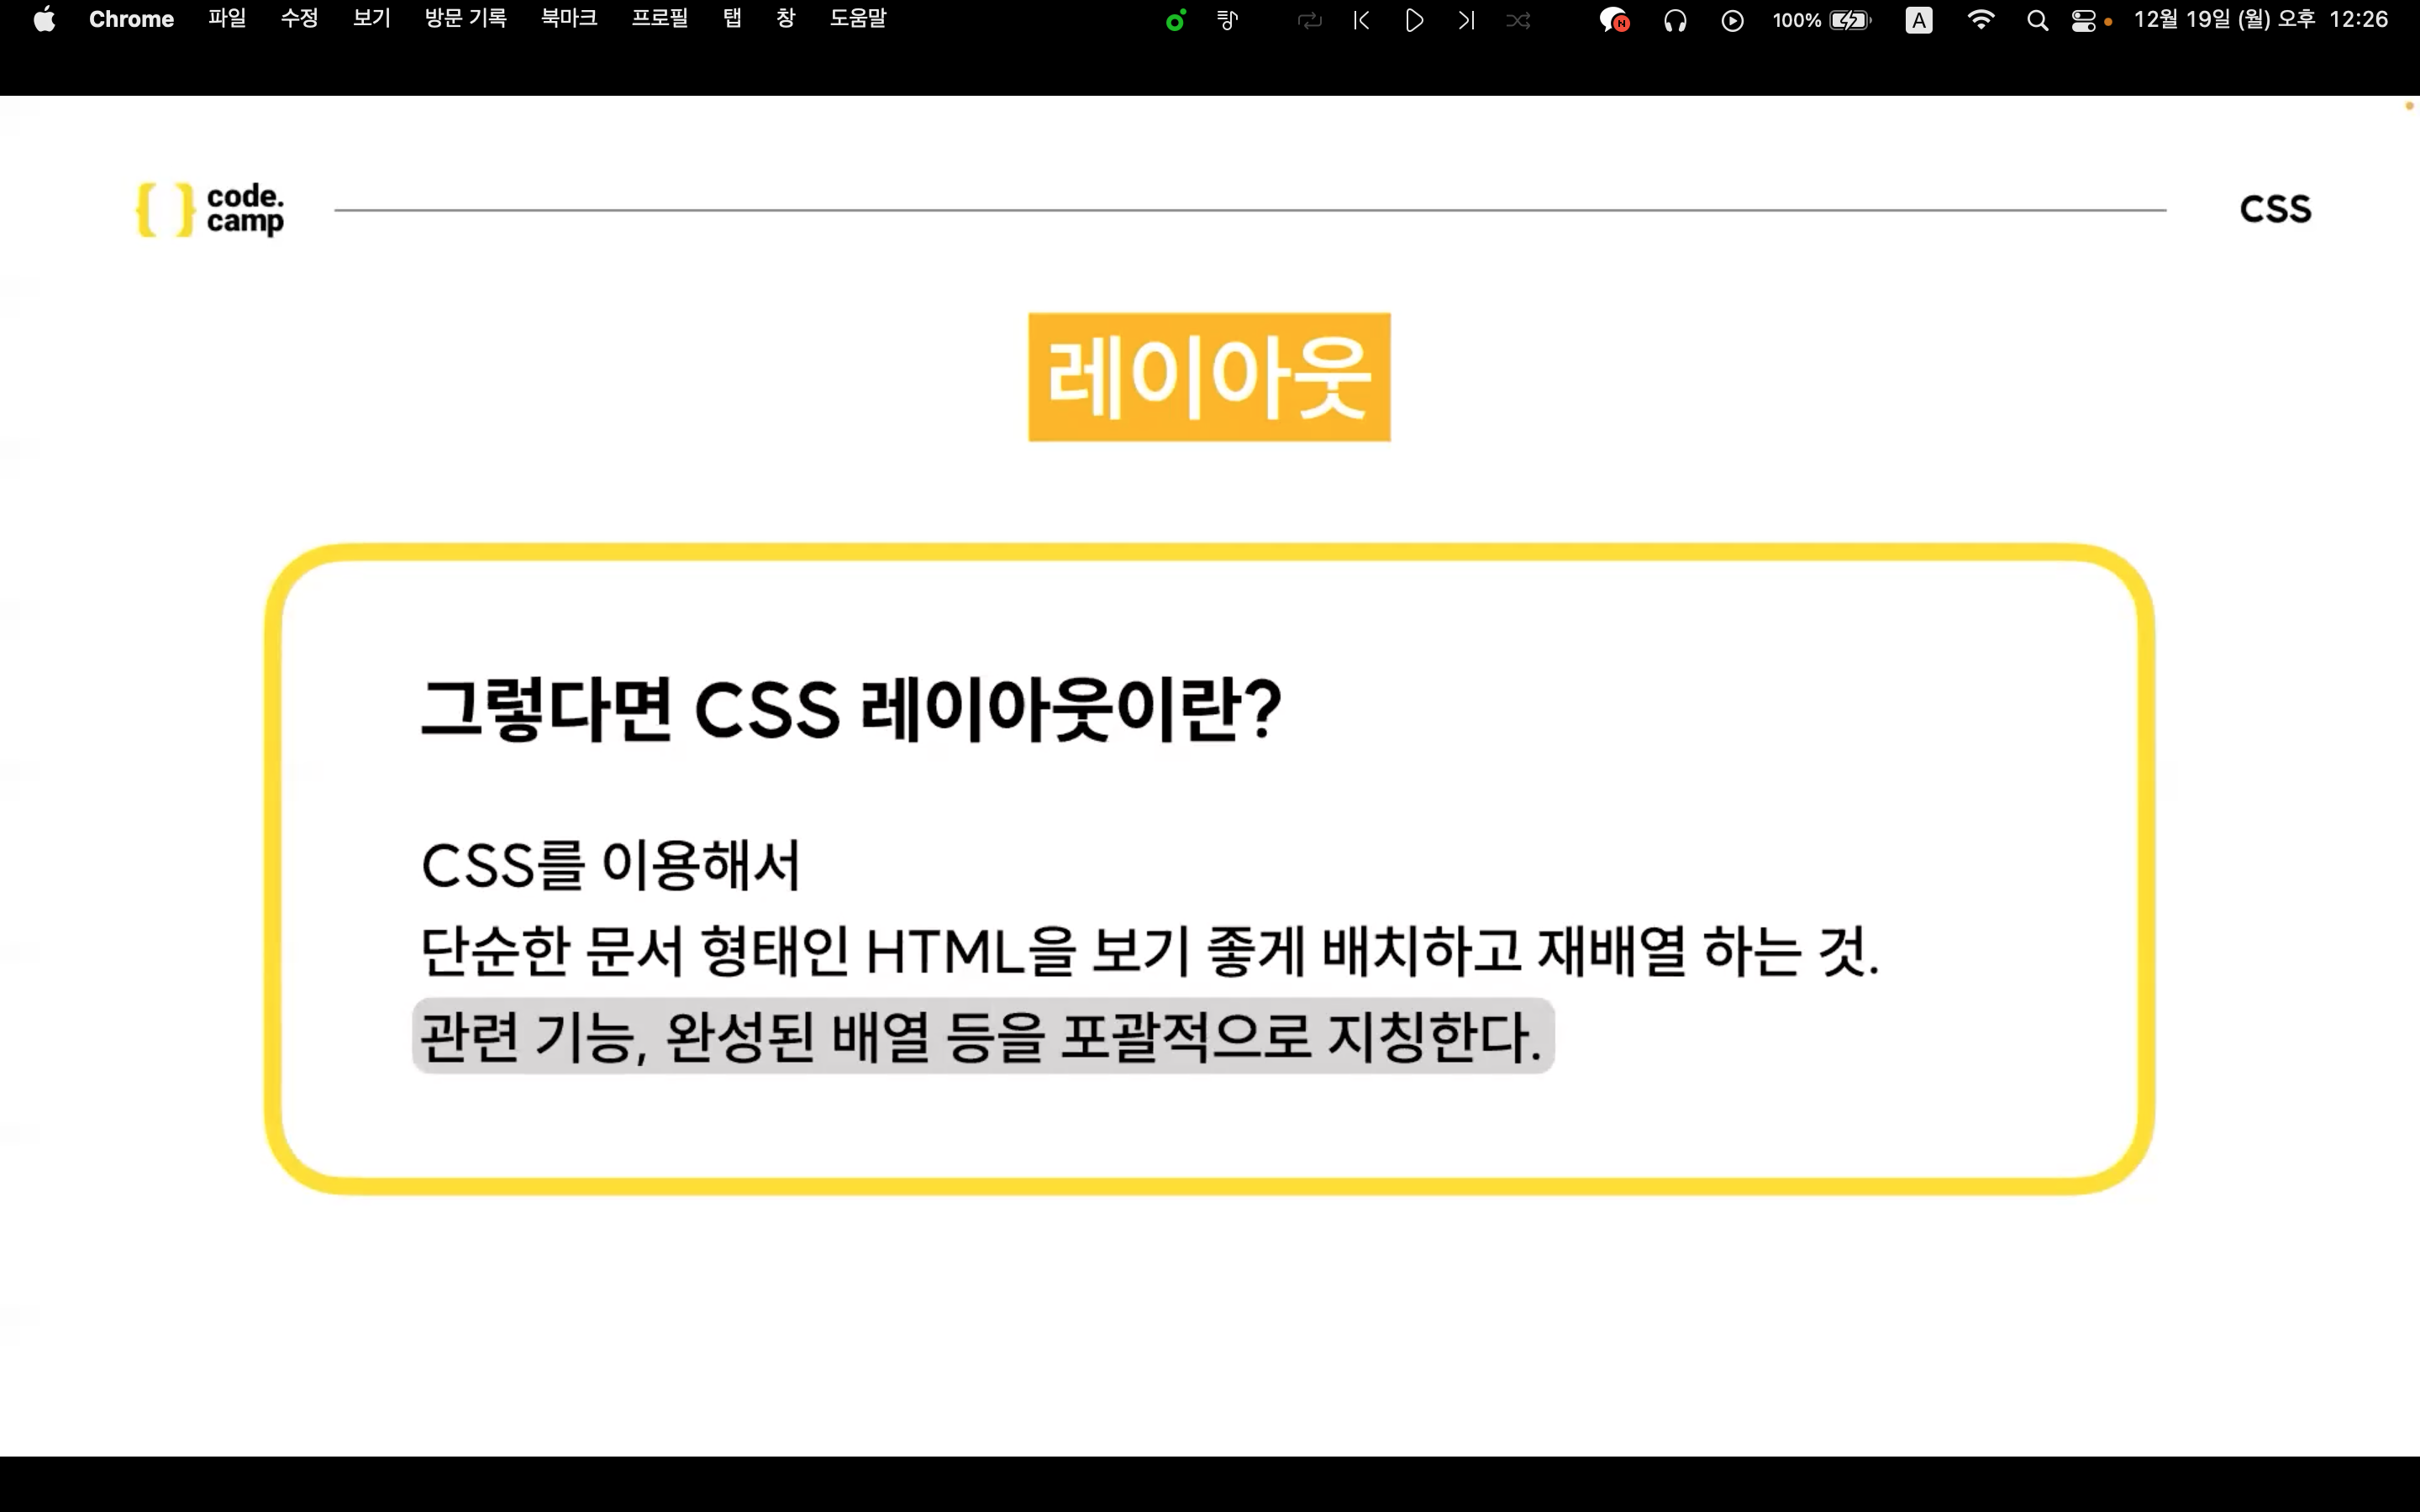 Chrome 파일 수정 보기 방문 기록 북마크 프로필 탭 창 도움말 N 100% A 12월 19일 (월) 오후 12:26
{ } code.
camp
CSS
레이아웃
그렇다면 CSS 레이아웃이란?
CSS를 이용해서
단순한 문서 형태인 HTML을 보기 좋게 배치하고 재배열 하는 것.
관련 기능, 완성된 배열 등을 포괄적으로 지칭한다.